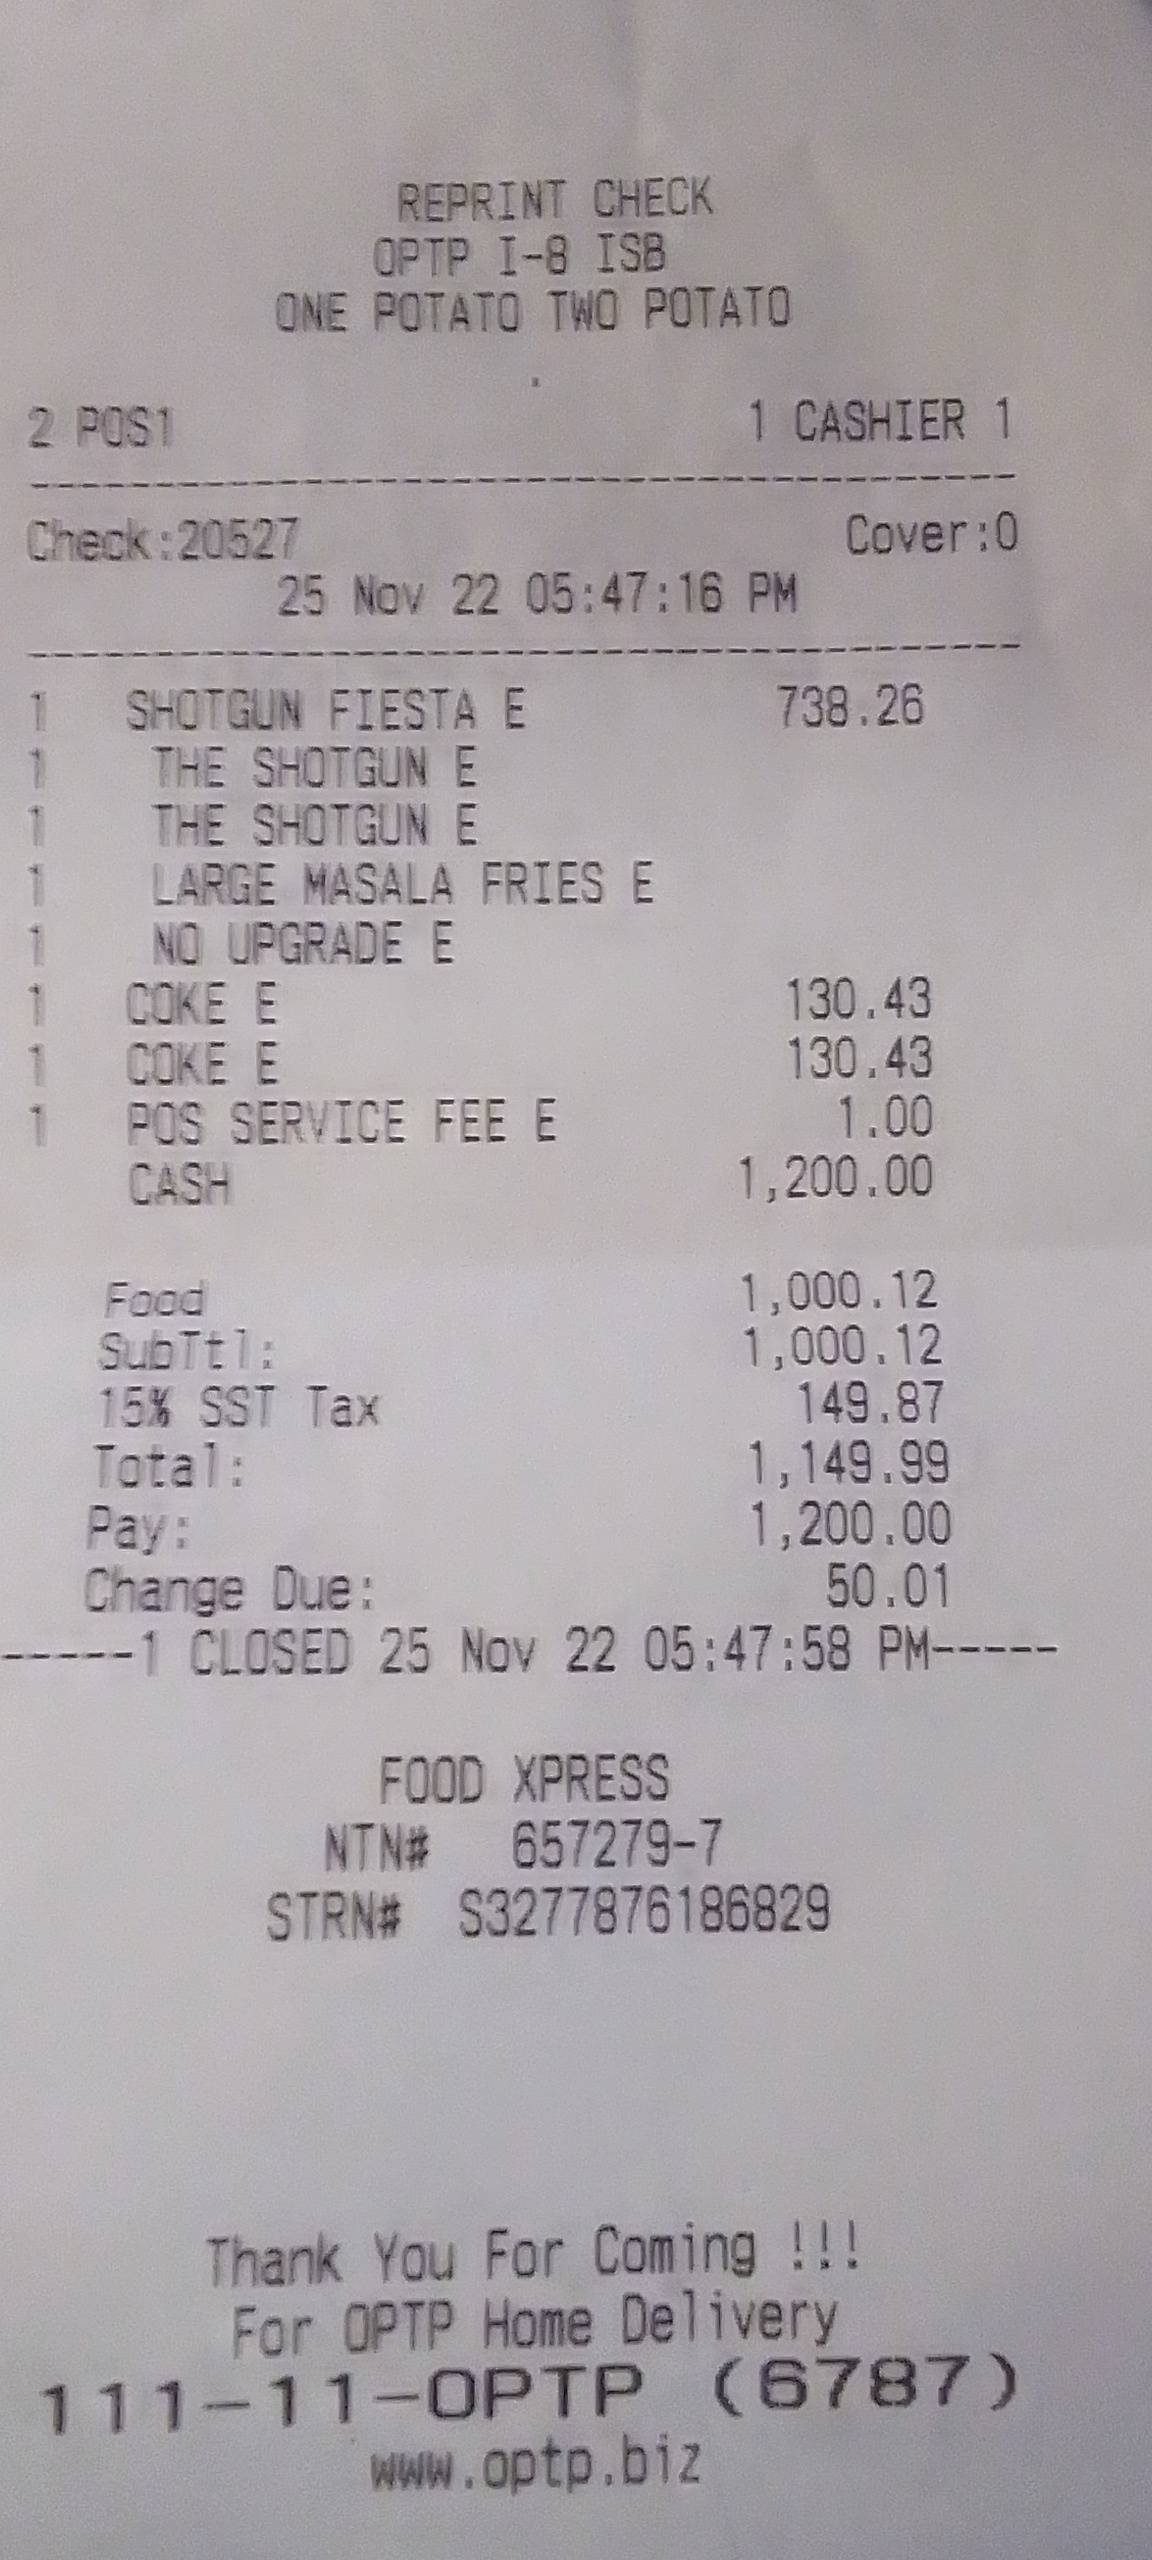 REPRINT CHECK
OPTP I-8 ISB
ONE POTATO TWO POTATO
2 POS1 1 CASHIER 1
----------------------------------------
Check:20527 Cover:0
25 Nov 22 05:47:16 PM
----------------------------------------
1 SHOTGUN FIESTA E 738.26
1 THE SHOTGUN E
1 THE SHOTGUN E
1 LARGE MASALA FRIES E
1 NO UPGRADE E
1 COKE E 130.43
1 COKE E 130.43
1 POS SERVICE FEE E 1.00
CASH 1,200.00
Food 1,000.12
SubTtl: 1,000.12
15% SST Tax 149.87
Total: 1,149.99
Pay: 1,200.00
Change Due: 50.01
-----1 CLOSED 25 Nov 22 05:47:58 PM-----
FOOD XPRESS
NTN# 657279-7
STRN# S3277876186829
Thank You For Coming !!!
For OPTP Home Delivery
111-11-OPTP (6787)
www.optp.biz